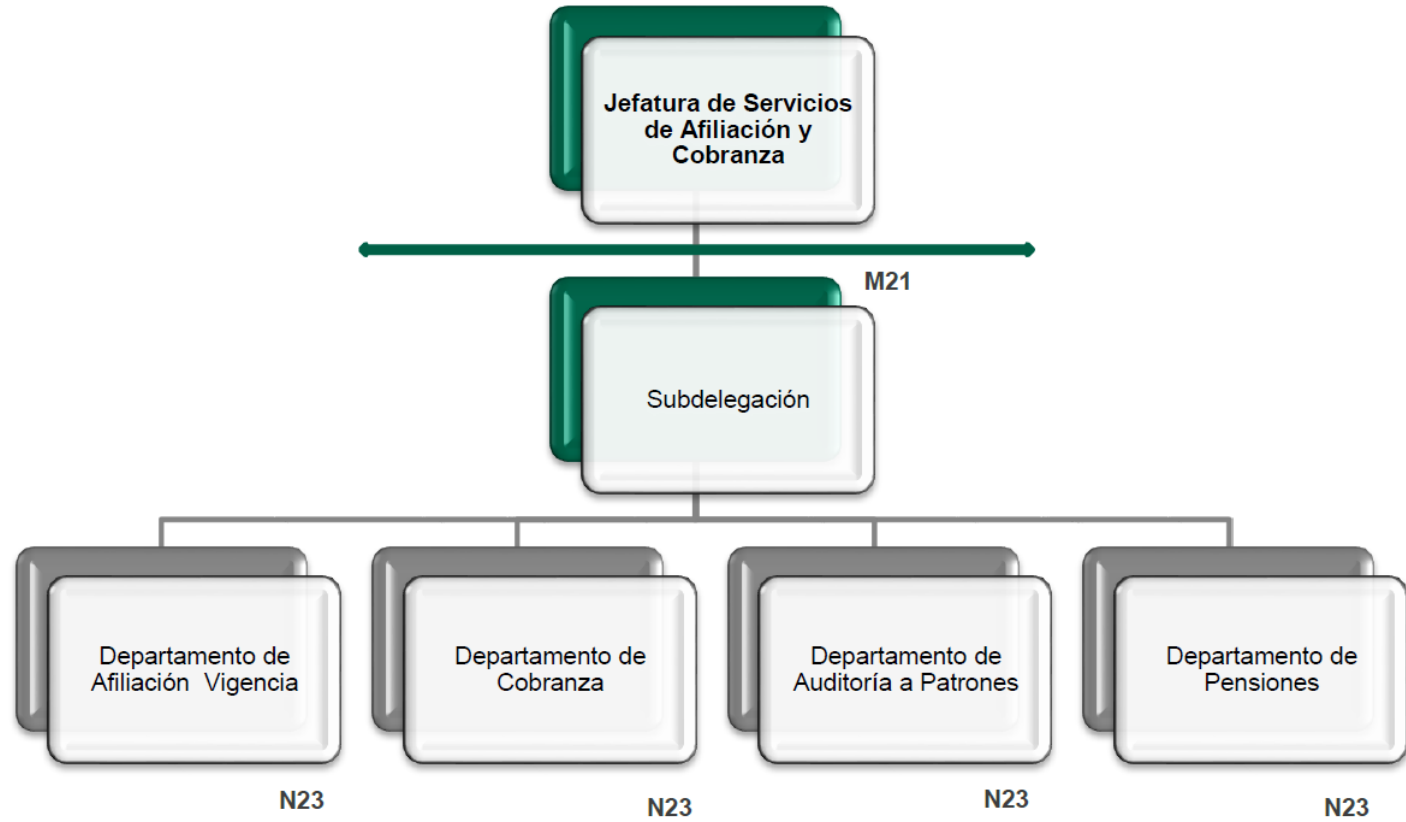 Jefatura de Servicios
de Afiliación y
Cobranza
M21
Subdelegación
Departamento de
Afiliación  Vigencia
N23
Departamento de
Cobranza
N23
Departamento de
Auditoría a Patrones
N23
Departamento de
Pensiones
N23